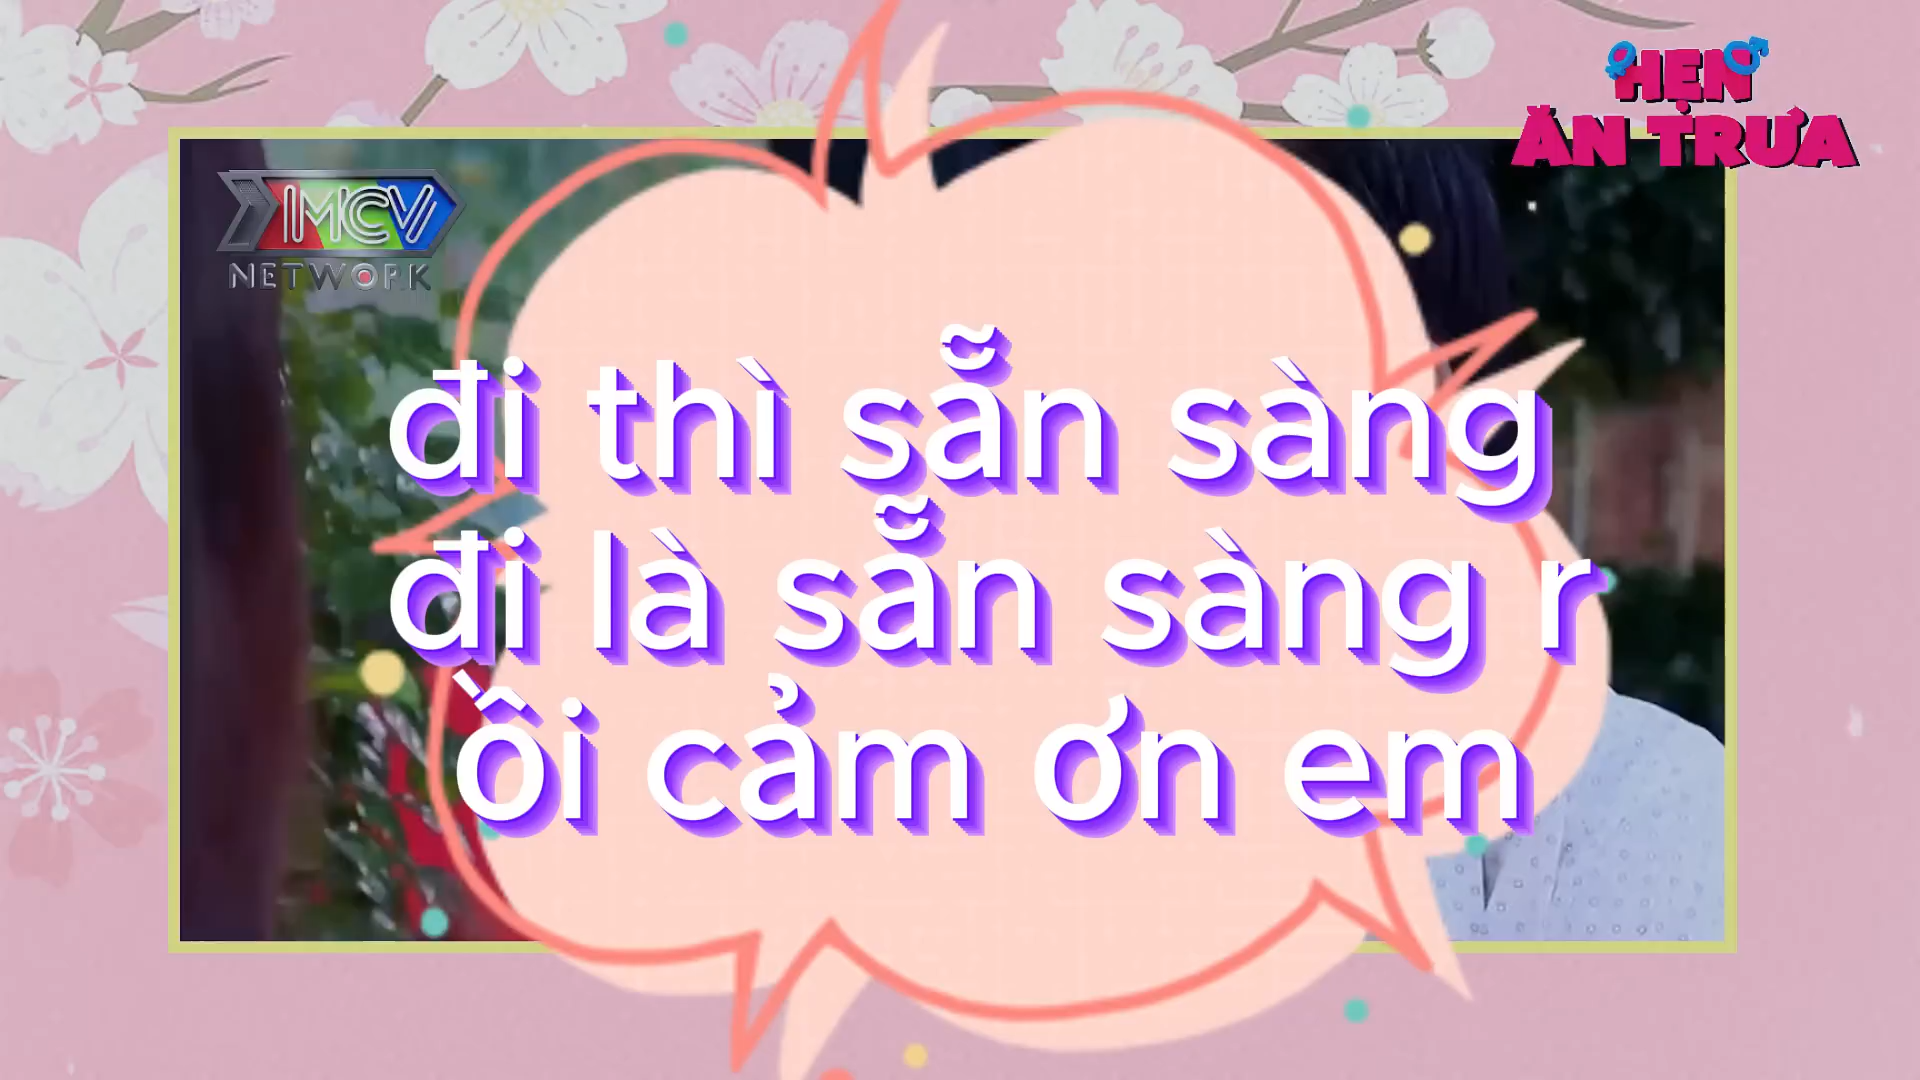 HẸN
ĂN TRƯA
MCV
NETWORK
đi thì sẵn sàng
đi là sẵn sàng r
ồi cảm ơn em